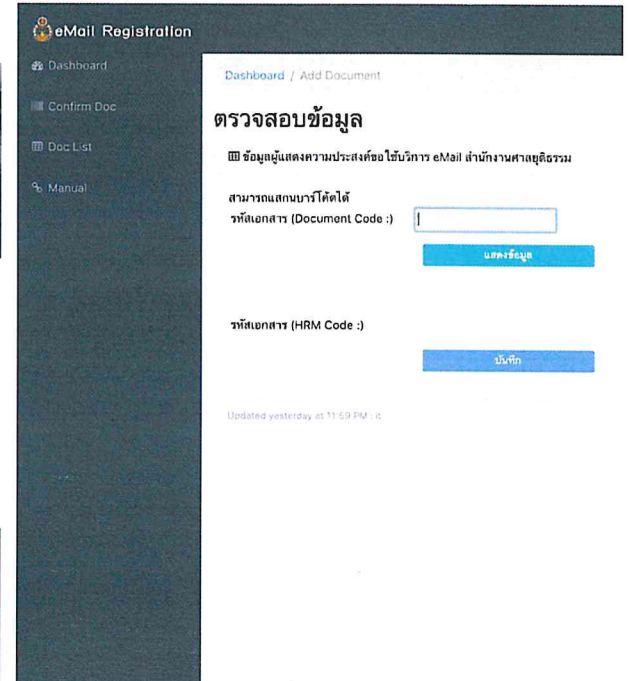 eMail Registration
Dashboard
Confirm Doc
Doc List
Manual
Dashboard / Add Document
ตรวจสอบข้อมูล
ข้อมูลผู้แสดงความประสงค์ขอใช้บริการ eMail สำนักงานศาลยุติธรรม
สามารถแสกนบาร์โค้ดได้
รหัสเอกสาร (Document Code :)
แสดงข้อมูล
รหัสเอกสาร (HRM Code :)
บันทึก
Updated yesterday at 11:59 PM : it